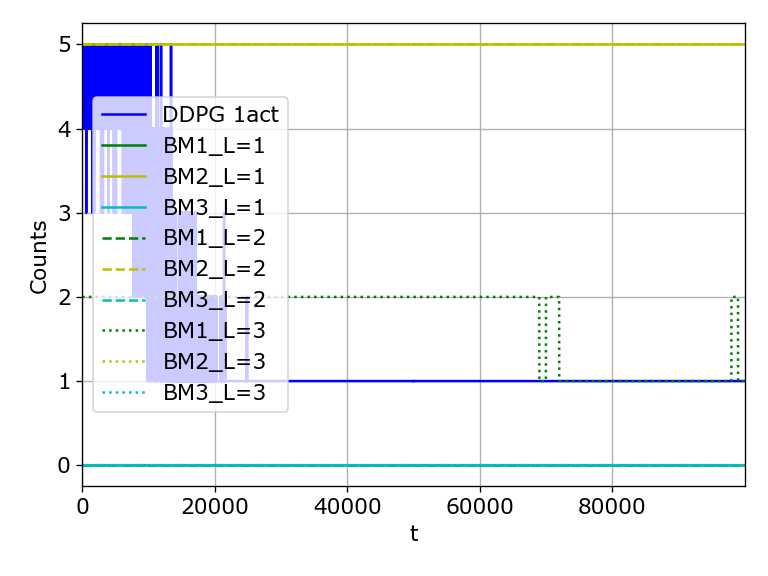 5
4
3
2
1
0
Counts
DDPG 1act
BM1_L=1
BM2_L=1
BM3_L=1
BM1_L=2
BM2_L=2
BM3_L=2
BM1_L=3
BM2_L=3
BM3_L=3
0 20000 40000 60000 80000
t